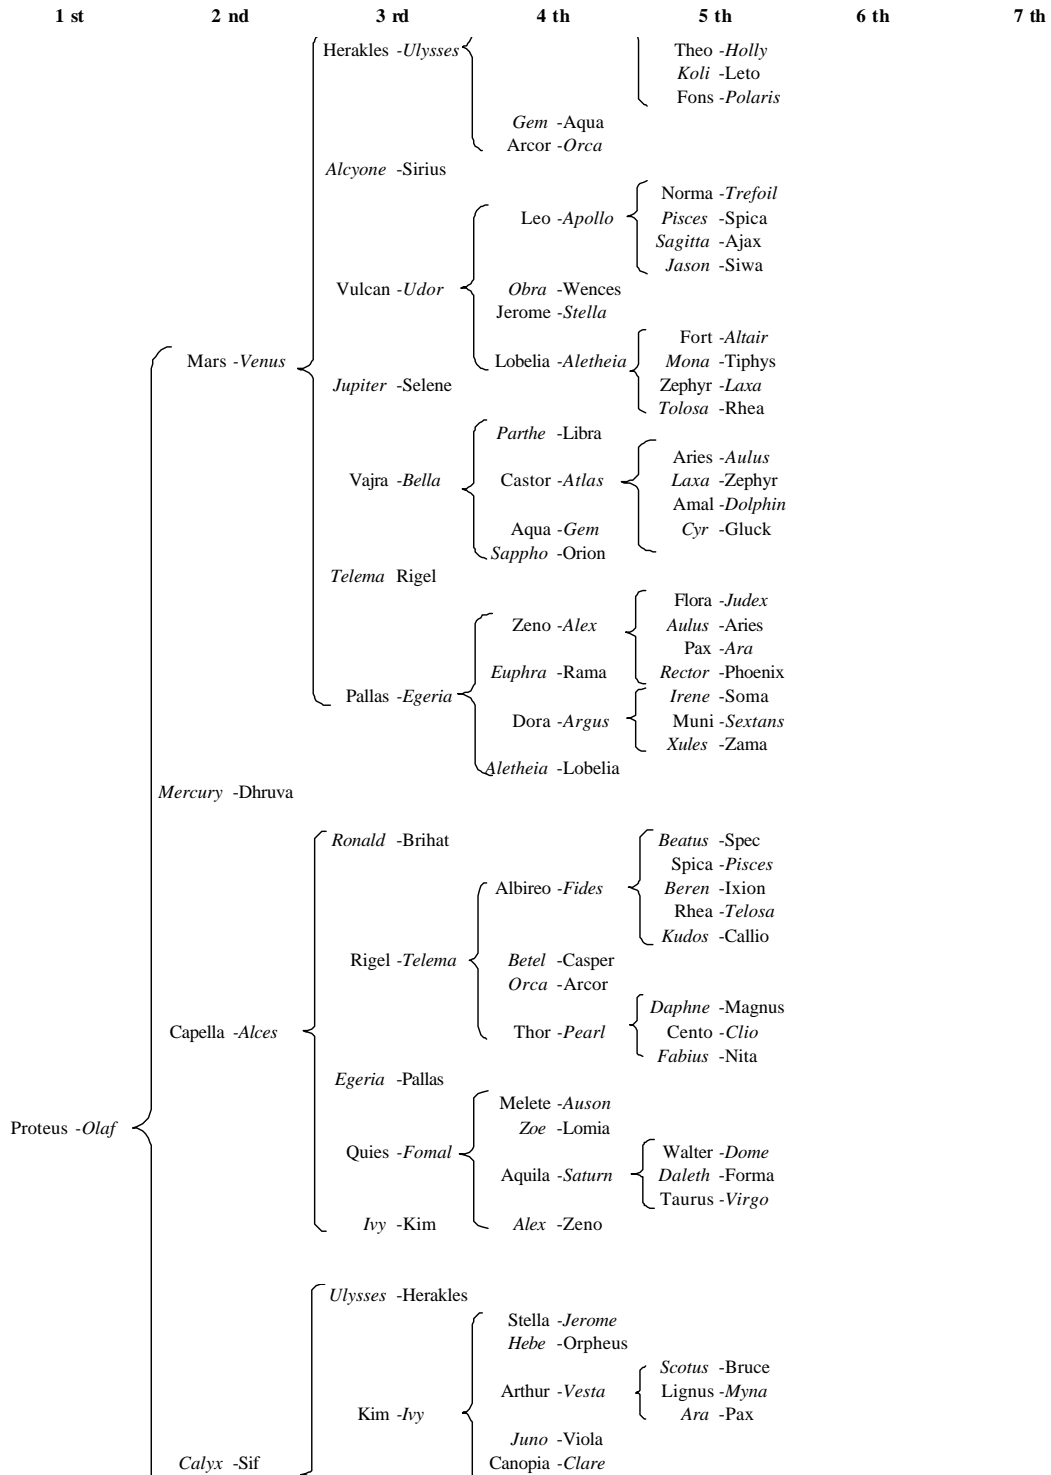 1 st 2 nd 3 rd 4 th 5 th 6 th 7 th
Herakles -Ulysses Theo -Holly
Koli -Leto
Fons -Polaris
Gem -Aqua
Arcor -Orca
Alcyone -Sirius
Norma -Trefoil
Leo -Apollo Pisces -Spica
Sagitta -Ajax
Jason -Siwa
Vulcan -Udor Obra -Wences
Jerome -Stella
Fort -Altair
Mars -Venus Lobelia -Aletheia Mona -Tiphys
Jupiter -Selene Zephyr -Laxa
Tolosa -Rhea
Parthe -Libra
Aries -Aulus
Vajra -Bella Castor -Atlas Laxa -Zephyr
Amal -Dolphin
Aqua -Gem Cyr -Gluck
Sappho -Orion
Telema Rigel
Flora -Judex
Zeno -Alex Aulus -Aries
Pax -Ara
Euphra -Rama Rector -Phoenix
Pallas -Egeria Irene -Soma
Dora -Argus Muni -Sextans
Xules -Zama
Aletheia -Lobelia
Mercury -Dhruva
Ronald -Brihat Beatus -Spec
Spica -Pisces
Albireo -Fides Beren -Ixion
Rhea -Telosa
Kudos -Callio
Rigel -Telema Betel -Casper
Orca -Arcor
Daphne -Magnus
Capella -Alces Thor -Pearl Cento -Clio
Fabius -Nita
Egeria -Pallas
Melete -Auson
Proteus -Olaf Zoe -Lomia
Quies -Fomal Walter -Dome
Aquila -Saturn Daleth -Forma
Taurus -Virgo
Ivy -Kim Alex -Zeno
Ulysses -Herakles
Stella -Jerome
Hebe -Orpheus
Scotus -Bruce
Arthur -Vesta Lignus -Myna
Kim -Ivy Ara -Pax
Juno -Viola
Calyx -Sif Canopia -Clare